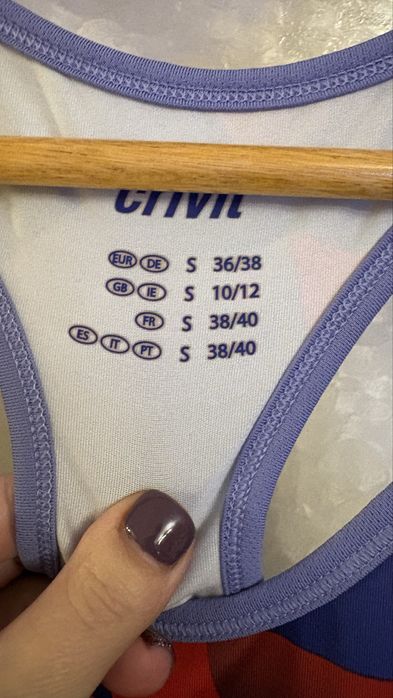 crivit
EUR DE S 36/38
GB IE S 10/12
FR S 38/40
ES IT PT S 38/40